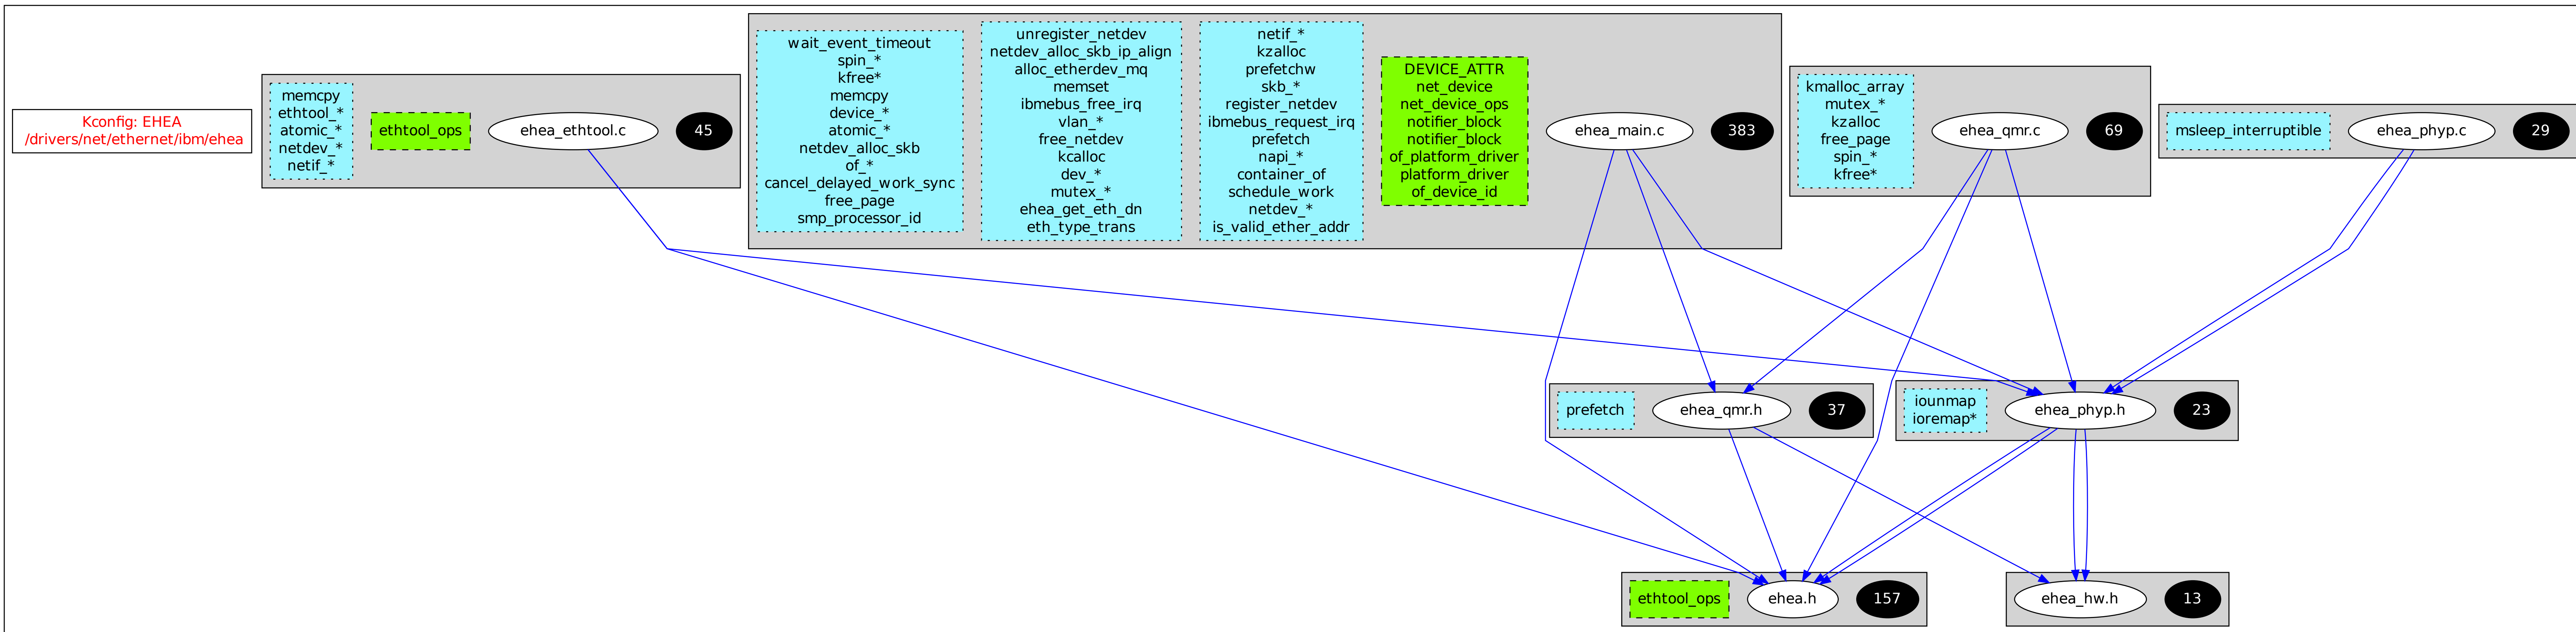 Kconfig: EHEA
/drivers/net/ethernet/ibm/ehea
memcpy
ethtool_*
atomic_*
netdev_*
netif_*
ethtool_ops
ehea_ethtool.c
45
wait_event_timeout
spin_*
kfree*
memcpy
device_*
atomic_*
netdev_alloc_skb
of_*
cancel_delayed_work_sync
free_page
smp_processor_id
unregister_netdev
netdev_alloc_skb_ip_align
alloc_etherdev_mq
memset
ibmebus_free_irq
vlan_*
free_netdev
kcalloc
dev_*
mutex_*
ehea_get_eth_dn
eth_type_trans
netif_*
kzalloc
prefetchw
skb_*
register_netdev
ibmebus_request_irq
prefetch
napi_*
container_of
schedule_work
netdev_*
is_valid_ether_addr
DEVICE_ATTR
net_device
net_device_ops
notifier_block
notifier_block
of_platform_driver
platform_driver
of_device_id
ehea_main.c
383
kmalloc_array
mutex_*
kzalloc
free_page
spin_*
kfree*
ehea_qmr.c
69
msleep_interruptible
ehea_phyp.c
29
prefetch
ehea_qmr.h
37
iounmap
ioremap*
ehea_phyp.h
23
ethtool_ops
ehea.h
157
ehea_hw.h
13